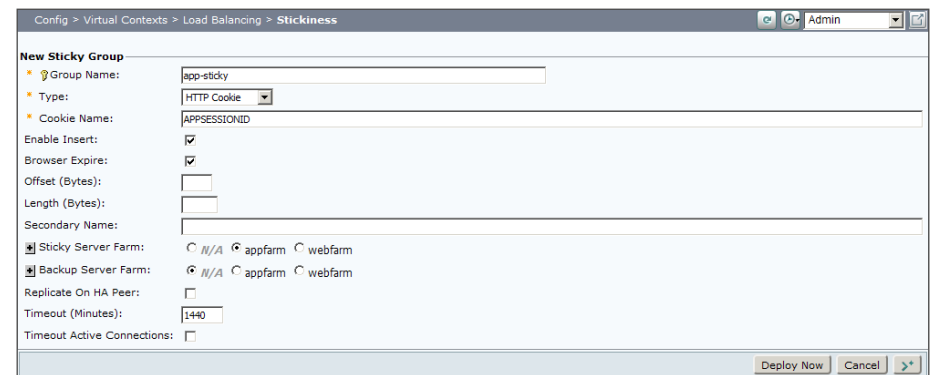 Config > Virtual Contexts > Load Balancing > Stickiness Admin
New Sticky Group
* Group Name: app-sticky
* Type: HTTP Cookie
* Cookie Name: APPSESSIONID
Enable Insert:
Browser Expire:
Offset (Bytes):
Length (Bytes):
Secondary Name:
Sticky Server Farm: N/A appfarm webfarm
Backup Server Farm: N/A appfarm webfarm
Replicate On HA Peer:
Timeout (Minutes): 1440
Timeout Active Connections:
Deploy Now Cancel